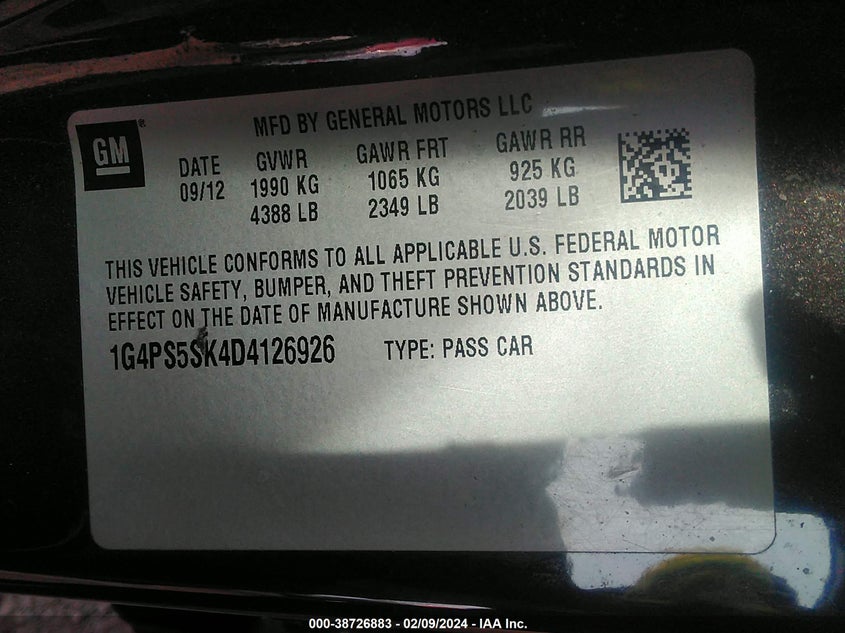 MFD BY GENERAL MOTORS LLC
GM®
DATE GVWR GAWR FRT GAWR RR
09/12 1990 KG 1065 KG 925 KG
4388 LB 2349 LB 2039 LB
THIS VEHICLE CONFORMS TO ALL APPLICABLE U.S. FEDERAL MOTOR
VEHICLE SAFETY, BUMPER, AND THEFT PREVENTION STANDARDS IN
EFFECT ON THE DATE OF MANUFACTURE SHOWN ABOVE.
1G4PS5SK4D4126926 TYPE: PASS CAR
000-38726883 - 02/09/2024 - IAA Inc.